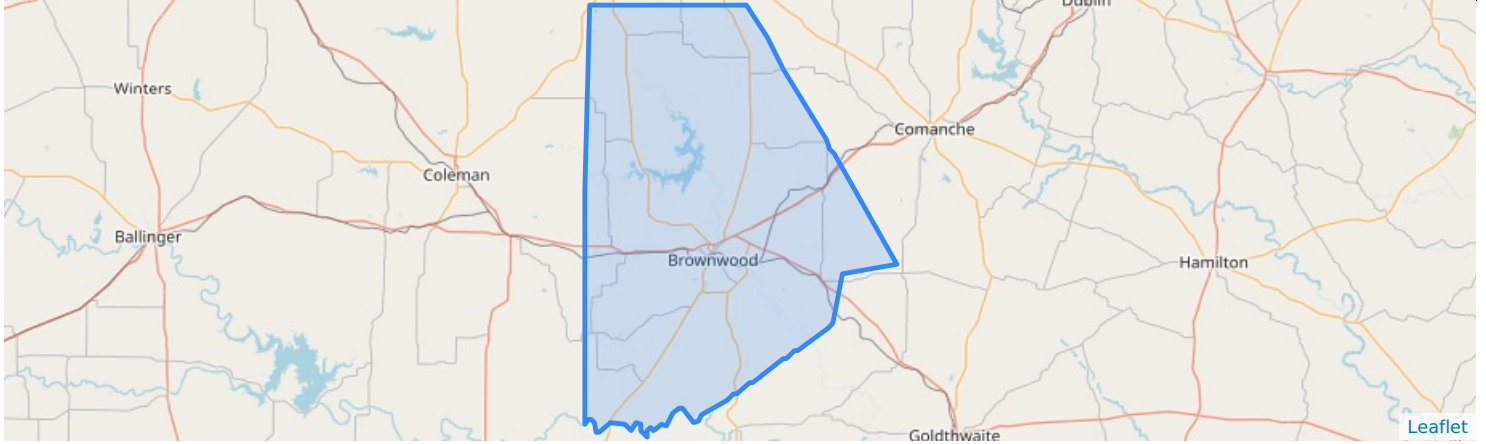 Dublin
Winters
Comanche
Coleman
Ballinger
Brownwood
Hamilton
Goldthwaite
Leaflet